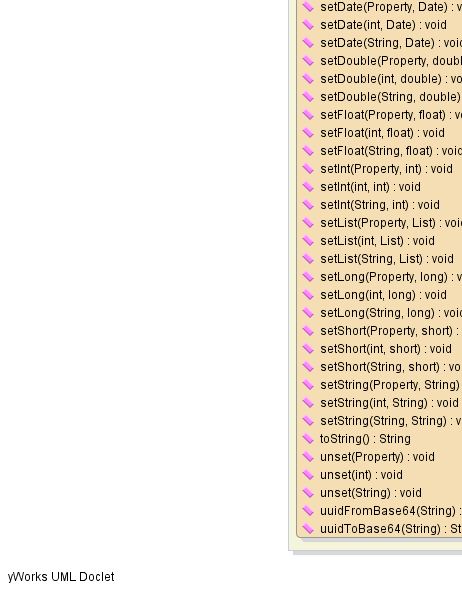 setDate(Property, Date) : v
setDate(int, Date) : void
setDate(String, Date) : void
setDouble(Property, doubl
setDouble(int, double) : vo
setDouble(String, double)
setFloat(Property, float) : v
setFloat(int, float) : void
setFloat(String, float) : void
setInt(Property, int) : void
setInt(int, int) : void
setInt(String, int) : void
setList(Property, List) : void
setList(int, List) : void
setList(String, List) : void
setLong(Property, long) : v
setLong(int, long) : void
setLong(String, long) : void
setShort(Property, short) :
setShort(int, short) : void
setShort(String, short) : vo
setString(Property, String)
setString(int, String) : void
setString(String, String) : v
toString() : String
unset(Property) : void
unset(int) : void
unset(String) : void
uuidFromBase64(String) :
uuidToBase64(String) : St
yWorks UML Doclet